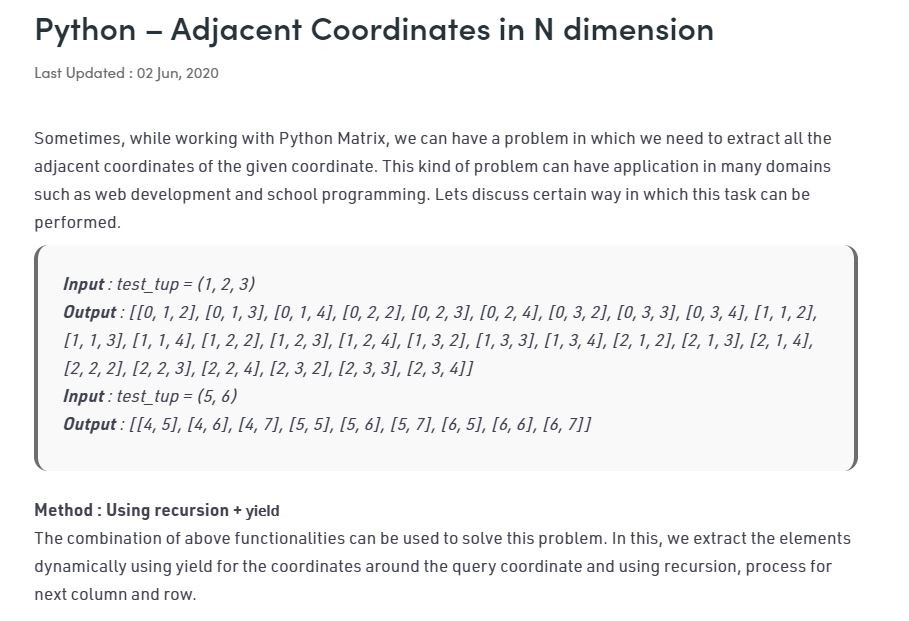 Python – Adjacent Coordinates in N dimension
Last Updated : 02 Jun, 2020
Sometimes, while working with Python Matrix, we can have a problem in which we need to extract all the
adjacent coordinates of the given coordinate. This kind of problem can have application in many domains
such as web development and school programming. Lets discuss certain way in which this task can be
performed.
Input : test_tup = (1, 2, 3)
Output : [[0, 1, 2], [0, 1, 3], [0, 1, 4], [0, 2, 2], [0, 2, 3], [0, 2, 4], [0, 3, 2], [0, 3, 3], [0, 3, 4], [1, 1, 2],
[1, 1, 3], [1, 1, 4], [1, 2, 2], [1, 2, 3], [1, 2, 4], [1, 3, 2], [1, 3, 3], [1, 3, 4], [2, 1, 2], [2, 1, 3], [2, 1, 4],
[2, 2, 2], [2, 2, 3], [2, 2, 4], [2, 3, 2], [2, 3, 3], [2, 3, 4]]
Input : test_tup = (5, 6)
Output : [[4, 5], [4, 6], [4, 7], [5, 5], [5, 6], [5, 7], [6, 5], [6, 6], [6, 7]]
Method : Using recursion + yield
The combination of above functionalities can be used to solve this problem. In this, we extract the elements
dynamically using yield for the coordinates around the query coordinate and using recursion, process for
next column and row.